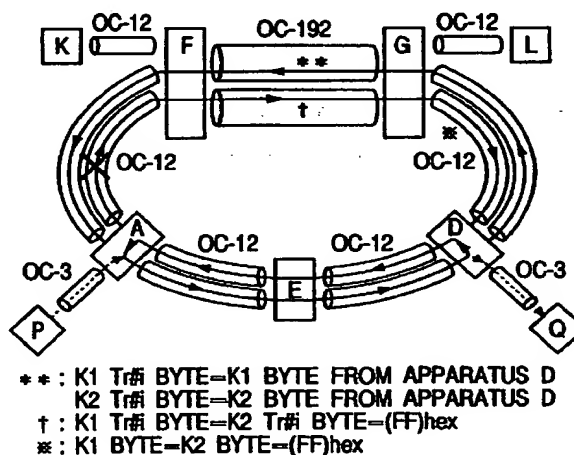 OC-12 OC-192 OC-12
K F G L
* *
†
※
OC-12 OC-12
A OC-12 OC-12 D
OC-3 E OC-3
P Q
* * : K1 Tr#i BYTE=K1 BYTE FROM APPARATUS D
K2 Tr#i BYTE=K2 BYTE FROM APPARATUS D
† : K1 Tr#i BYTE=K2 Tr#i BYTE=(FF)hex
※ : K1 BYTE=K2 BYTE=(FF)hex